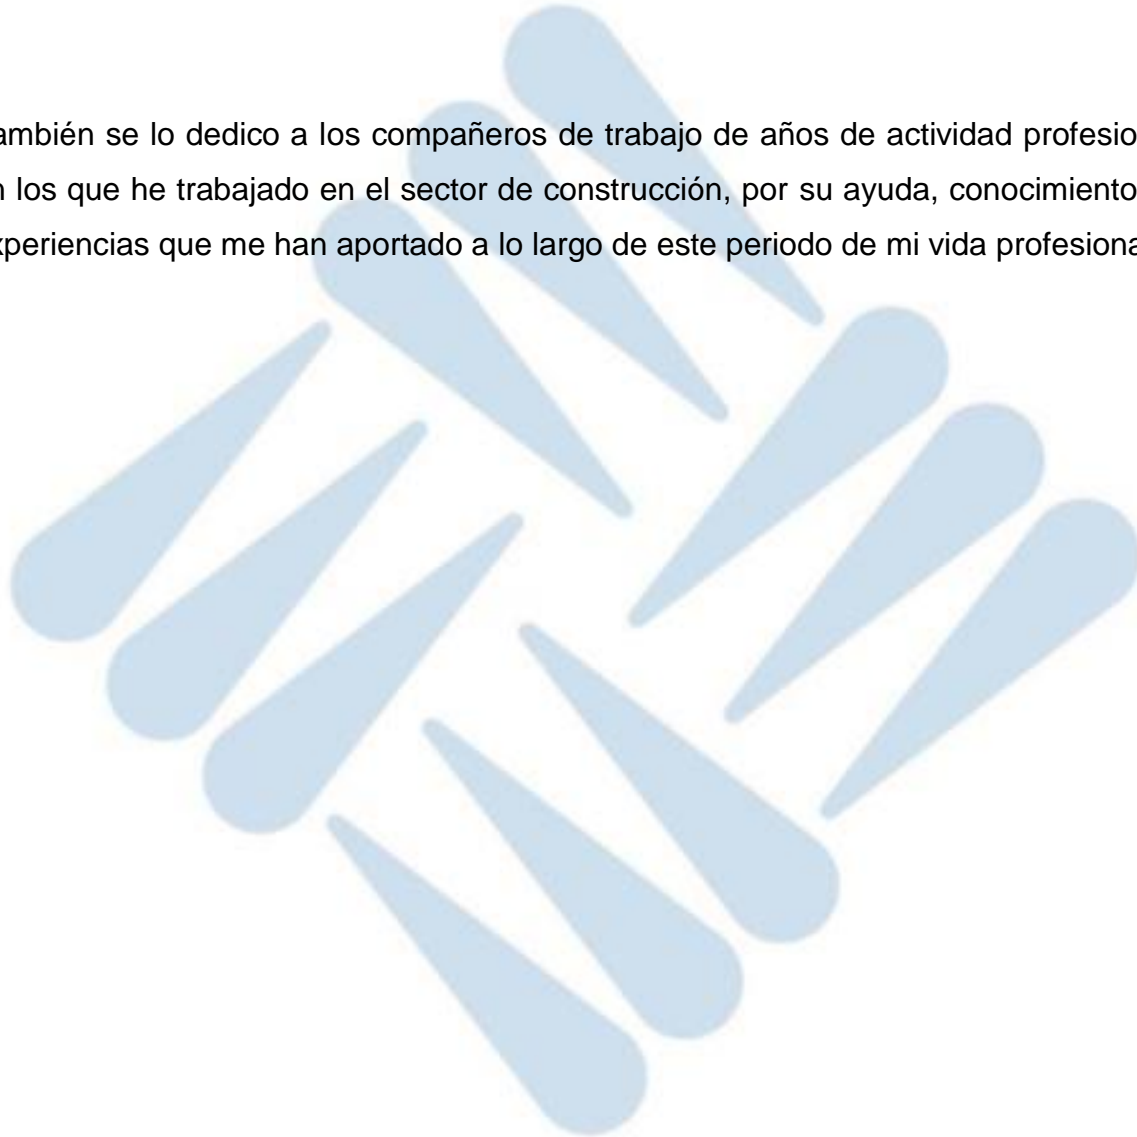 ambién se lo dedico a los compañeros de trabajo de años de actividad profesio
n los que he trabajado en el sector de construcción, por su ayuda, conocimiento
xperiencias que me han aportado a lo largo de este periodo de mi vida profesiona